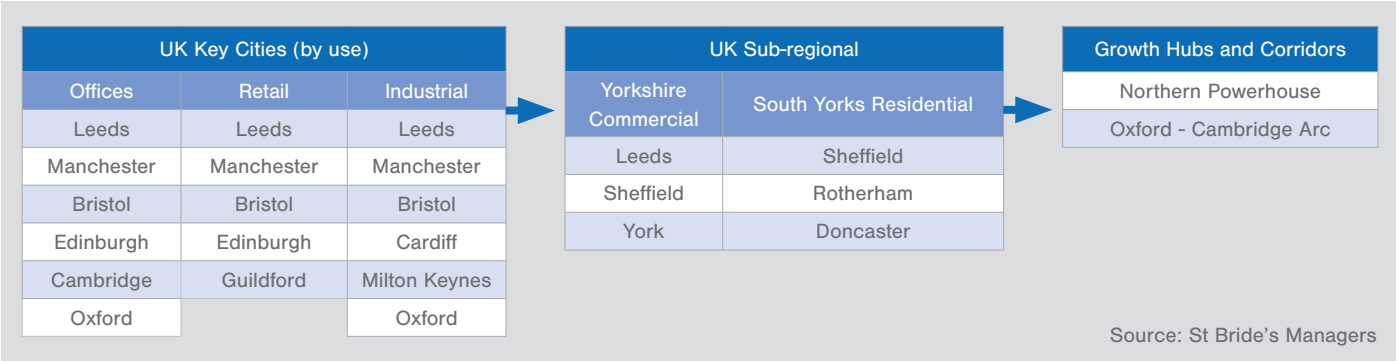 UK Key Cities (by use)
Offices Retail Industrial
Leeds Leeds Leeds
Manchester Manchester Manchester
Bristol Bristol Bristol
Edinburgh Edinburgh Cardiff
Cambridge Guildford Milton Keynes
Oxford Oxford
UK Sub-regional
Yorkshire
Commercial
South Yorks Residential
Leeds Sheffield
Sheffield Rotherham
York Doncaster
Growth Hubs and Corridors
Northern Powerhouse
Oxford - Cambridge Arc
Source: St Bride's Managers